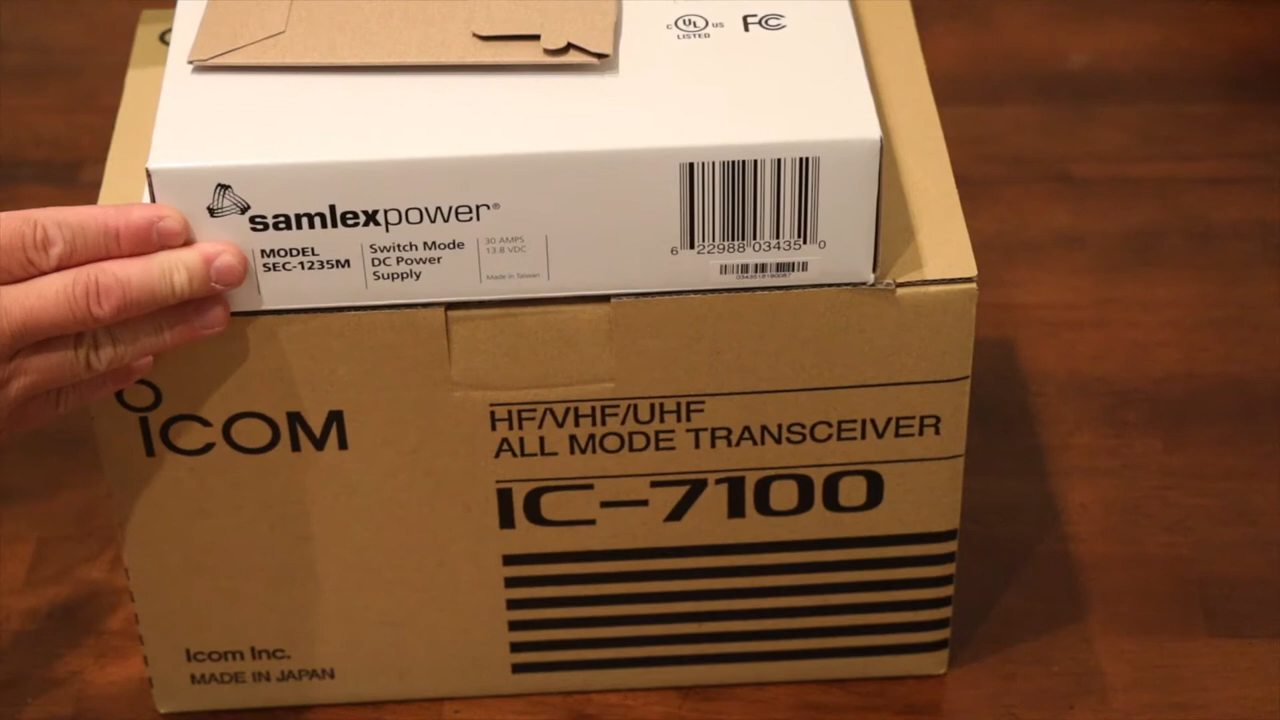 C UL US
LISTED
FC
samlexpower®
MODEL
SEC-1235M
Switch Mode
DC Power
Supply
30 AMPS
13.8 VDC
Made in Taiwan
6 22988 03435 0
ICOM
HF/VHF/UHF
ALL MODE TRANSCEIVER
IC-7100
Icom Inc.
MADE IN JAPAN